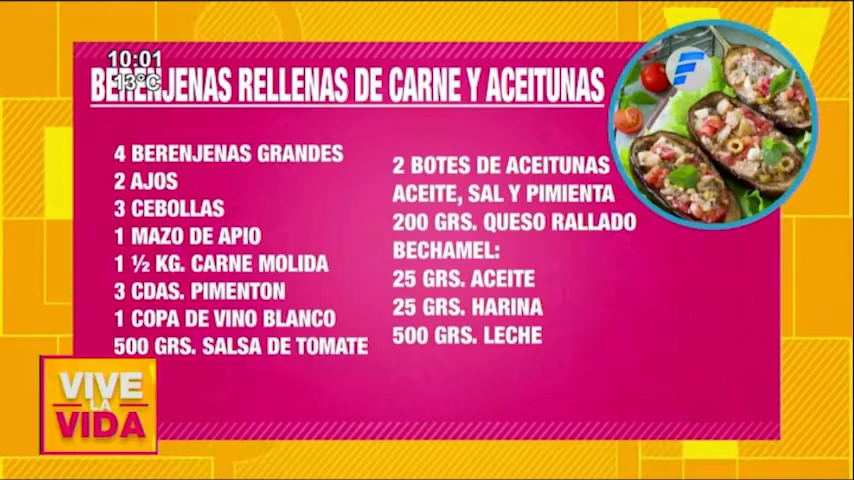 10:01
13°C
BERENJENAS RELLENAS DE CARNE Y ACEITUNAS
4 BERENJENAS GRANDES
2 AJOS
3 CEBOLLAS
1 MAZO DE APIO
1 ½ KG. CARNE MOLIDA
3 CDAS. PIMENTON
1 COPA DE VINO BLANCO
500 GRS. SALSA DE TOMATE
2 BOTES DE ACEITUNAS
ACEITE, SAL Y PIMIENTA
200 GRS. QUESO RALLADO
BECHAMEL:
25 GRS. ACEITE
25 GRS. HARINA
500 GRS. LECHE
VIVE
LA
VIDA